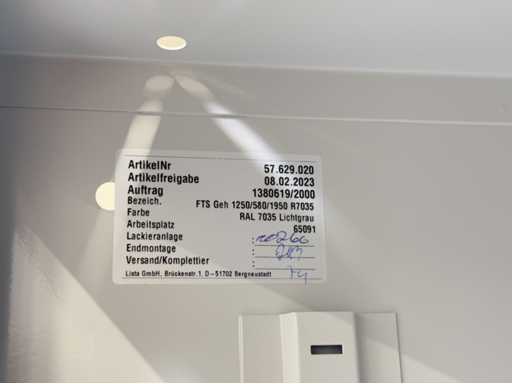 ArtikelNr 57.629.020
Artikelfreigabe 08.02.2023
Auftrag 1380619/2000
Bezeich. FTS Geh 1250/580/1950 R7035
Farbe RAL 7035 Lichtgrau
Arbeitsplatz 65091
Lackieranlage :
Endmontage :
Versand/Komplettier :
Lista GmbH, Brückenstr.1, D-51702 Bergneustadt